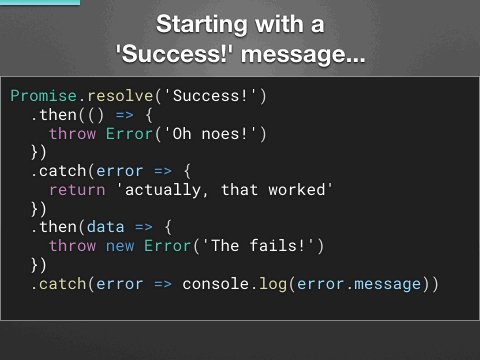 Starting with a
'Success!' message...
Promise.resolve('Success!')
  .then(() => {
    throw Error('Oh noes!')
  })
  .catch(error => {
    return 'actually, that worked'
  })
  .then(data => {
    throw new Error('The fails!')
  })
  .catch(error => console.log(error.message))